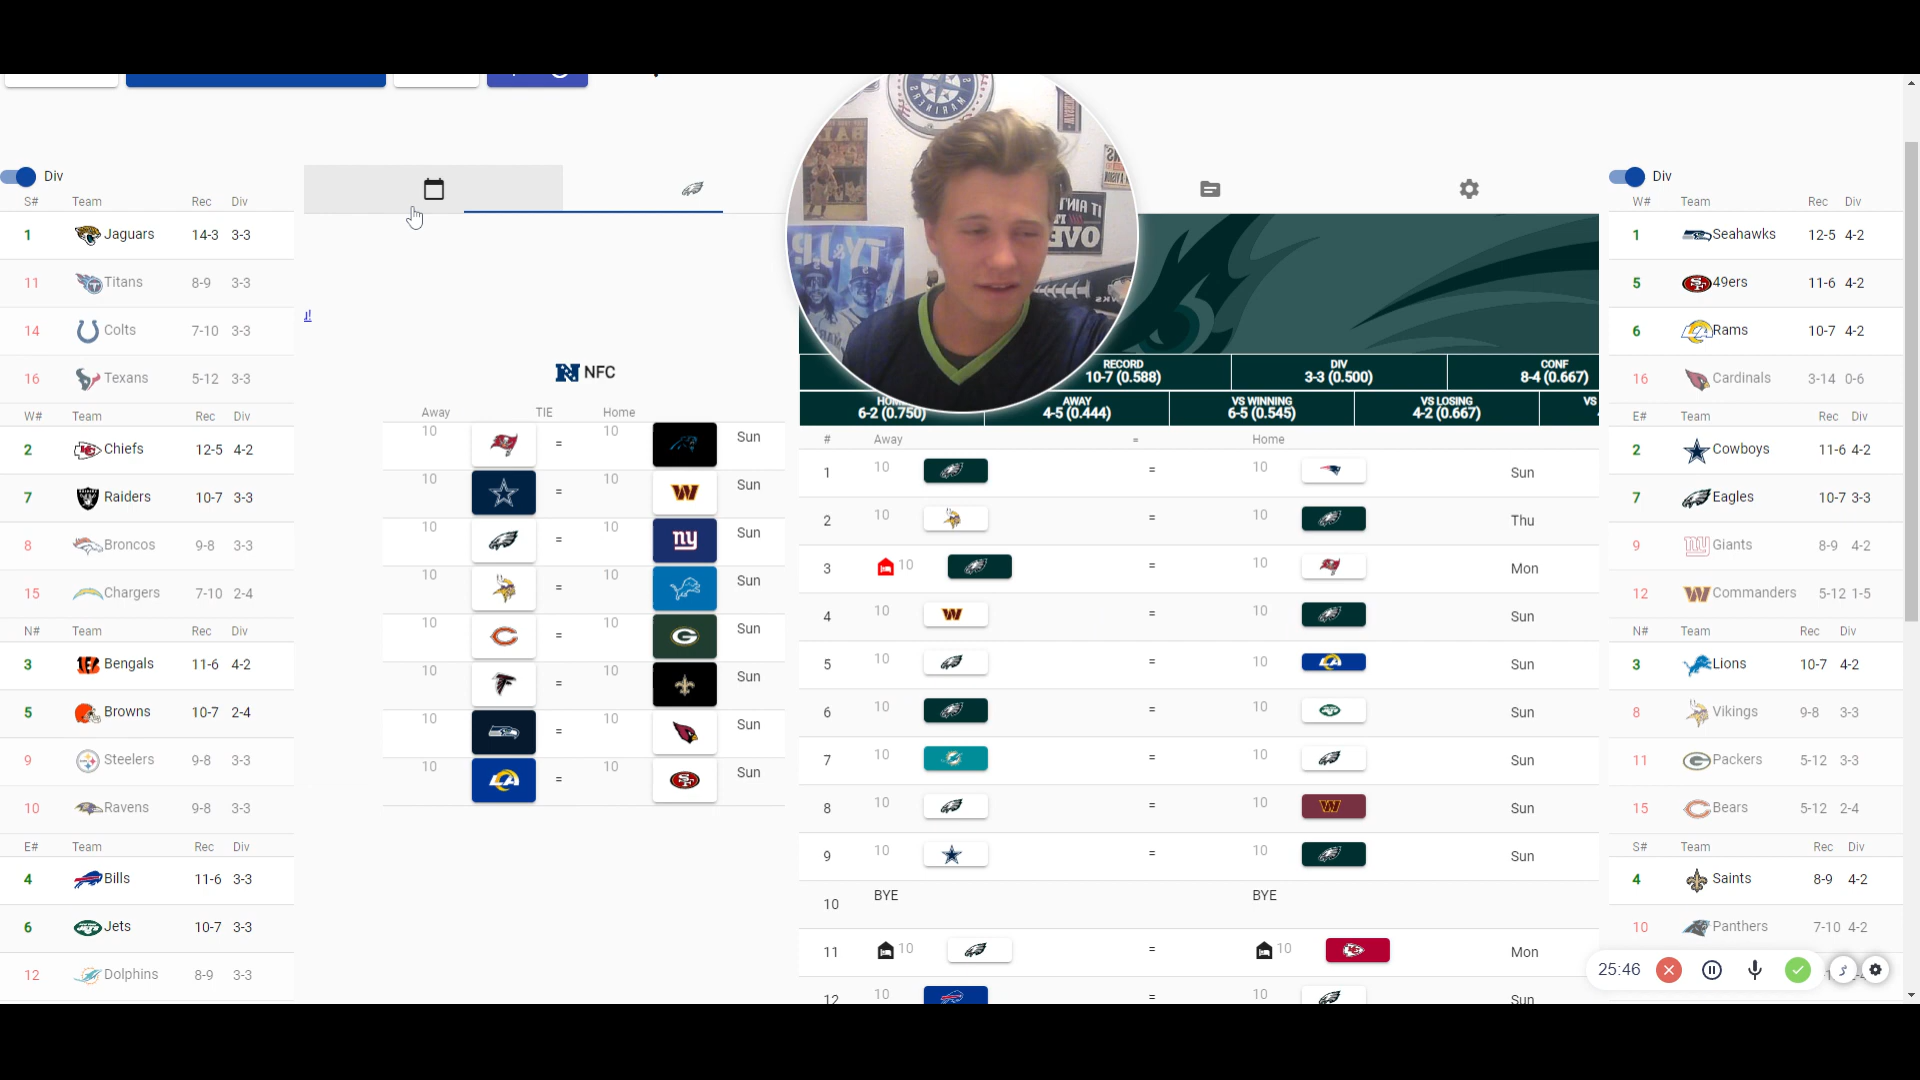 Div
S# Team Rec Div
1 Jaguars 14-3 3-3
11 Titans 8-9 3-3
14 Colts 7-10 3-3
16 Texans 5-12 3-3
W# Team Rec Div
2 Chiefs 12-5 4-2
7 Raiders 10-7 3-3
8 Broncos 9-8 3-3
15 Chargers 7-10 2-4
N# Team Rec Div
3 Bengals 11-6 4-2
5 Browns 10-7 2-4
9 Steelers 9-8 3-3
10 Ravens 9-8 3-3
E# Team Rec Div
4 Bills 11-6 3-3
6 Jets 10-7 3-3
12 Dolphins 8-9 3-3
u!
NFC
Away TIE Home
10 = 10 Sun
10 = 10 W Sun
10 = 10 ny Sun
10 = 10 Sun
10 = 10 G Sun
10 = 10 Sun
10 = 10 Sun
10 LA = 10 SF Sun
MARINERS
TY & J.P.
IT AIN'T
OVER
RECORD DIV CONF
10-7 (0.588) 3-3 (0.500) 8-4 (0.667)
AWAY VS WINNING VS LOSING VS
6-2 (0.750) 4-5 (0.444) 6-5 (0.545) 4-2 (0.667)
# Away = Home
1 10 = 10 Sun
2 10 = 10 Thu
3 10 = 10 Mon
4 10 W = 10 Sun
5 10 = 10 LA Sun
6 10 = 10 Sun
7 10 = 10 Sun
8 10 = 10 W Sun
9 10 = 10 Sun
10 BYE BYE
11 10 = 10 KC Mon
12 10 = 10 Sun
Div
W# Team Rec Div
1 Seahawks 12-5 4-2
5 49ers 11-6 4-2
6 Rams 10-7 4-2
16 Cardinals 3-14 0-6
E# Team Rec Div
2 Cowboys 11-6 4-2
7 Eagles 10-7 3-3
9 Giants 8-9 4-2
12 Commanders 5-12 1-5
N# Team Rec Div
3 Lions 10-7 4-2
8 Vikings 9-8 3-3
11 Packers 5-12 3-3
15 Bears 5-12 2-4
S# Team Rec Div
4 Saints 8-9 4-2
10 Panthers 7-10 4-2
25:46